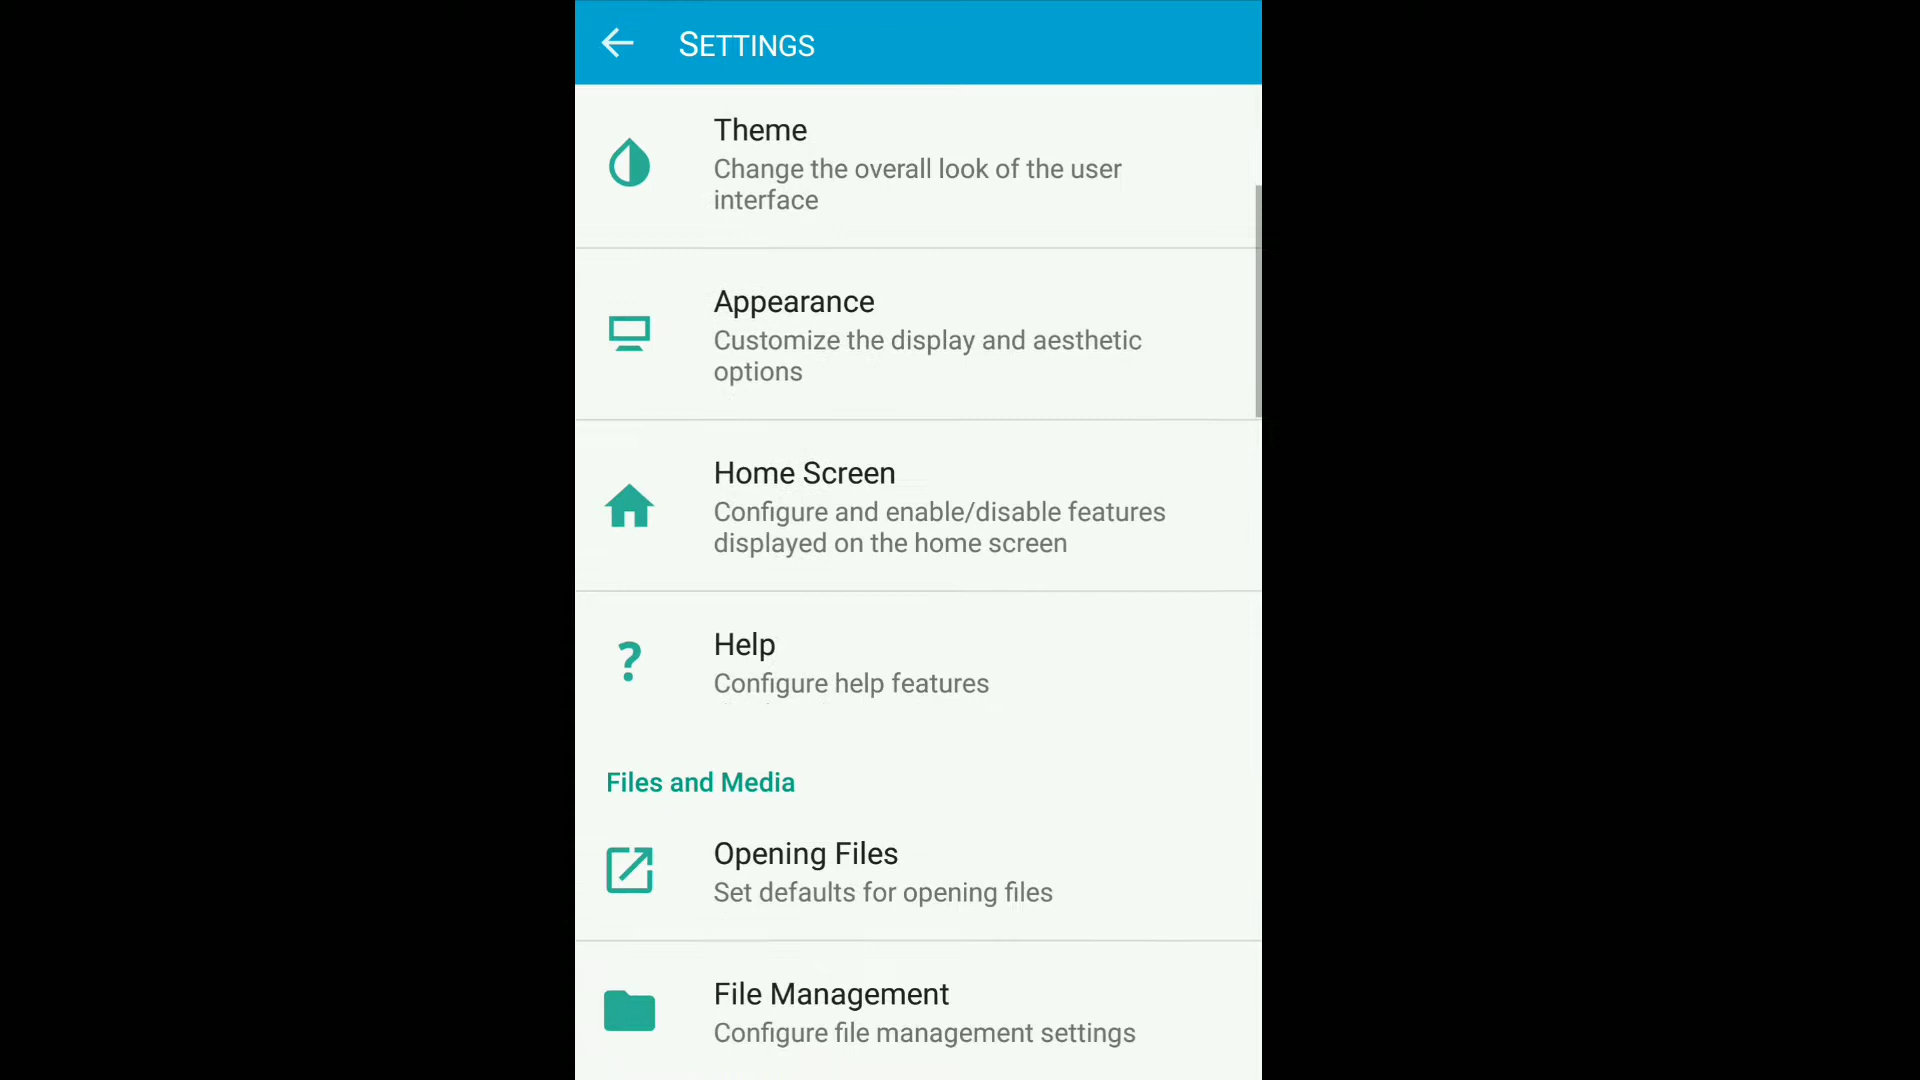 SETTINGS
Theme
Change the overall look of the user
interface
Appearance
Customize the display and aesthetic
options
Home Screen
Configure and enable/disable features
displayed on the home screen
?
Help
Configure help features
Files and Media
Opening Files
Set defaults for opening files
File Management
Configure file management settings